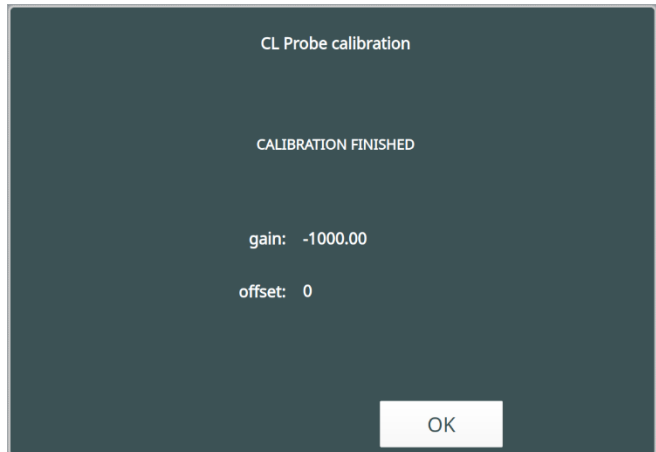 CL Probe calibration
CALIBRATION FINISHED
gain: -1000.00
offset: 0
OK